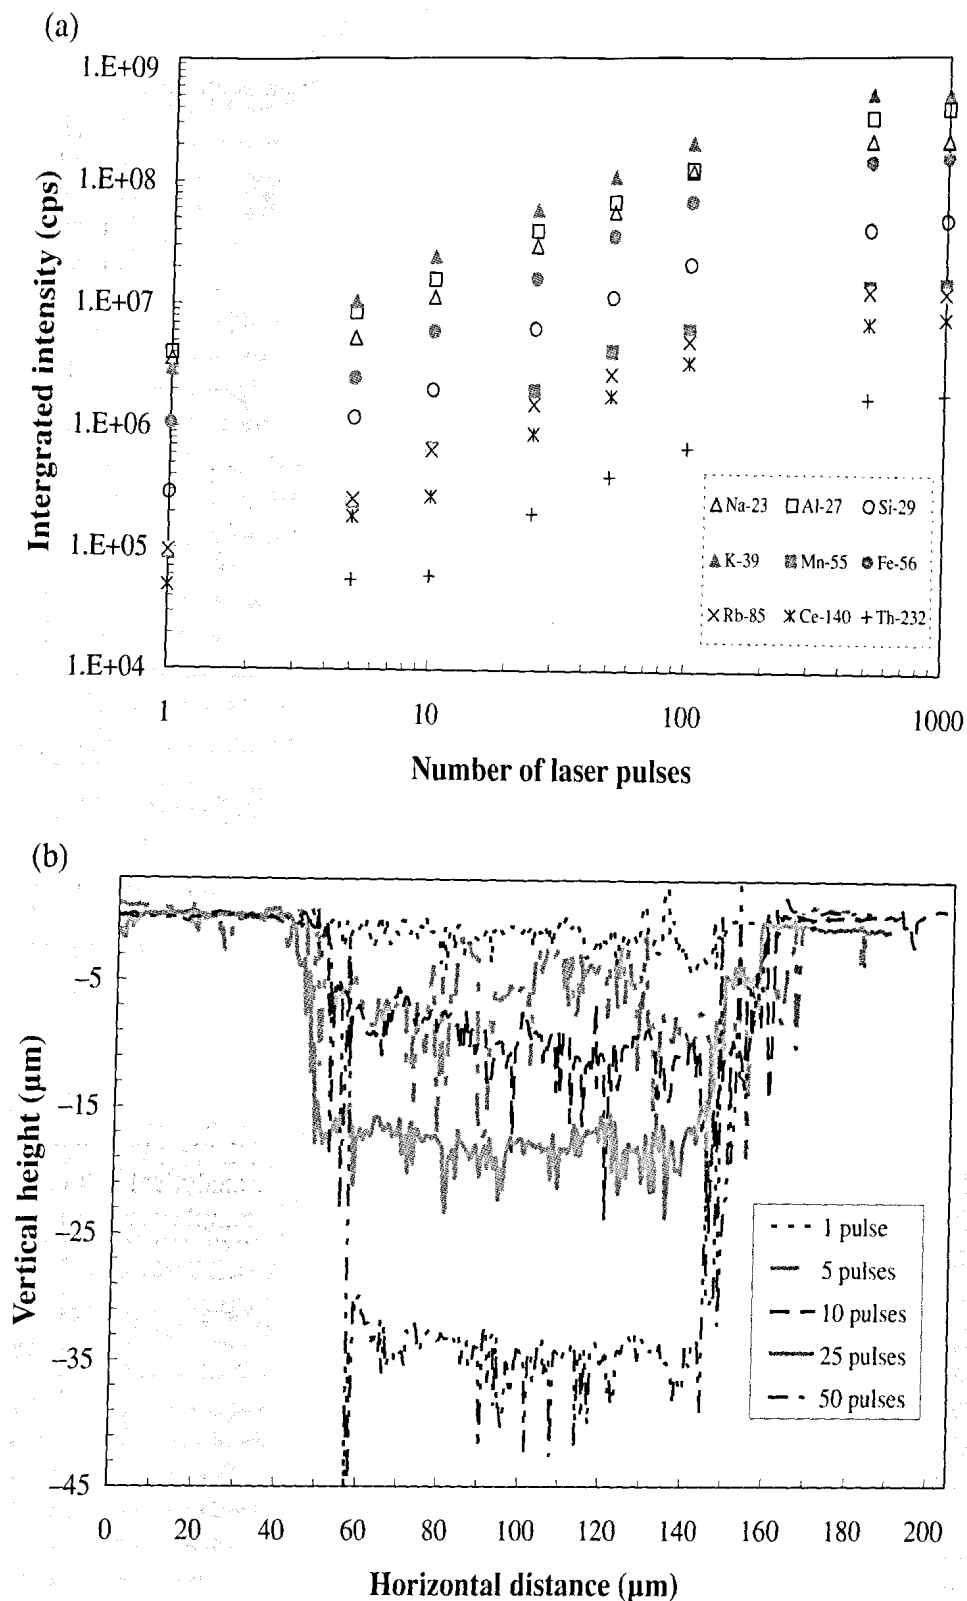 (a)
1.E+09
1.E+08
1.E+07
1.E+06
1.E+05
1.E+04
Intergrated intensity (cps)
Na-23 Al-27 Si-29
K-39 Mn-55 Fe-56
Rb-85 Ce-140 Th-232
1 10 100 1000
Number of laser pulses
(b)
−5
−15
−25
−35
−45
Vertical height (µm)
1 pulse
5 pulses
10 pulses
25 pulses
50 pulses
0 20 40 60 80 100 120 140 160 180 200
Horizontal distance (µm)